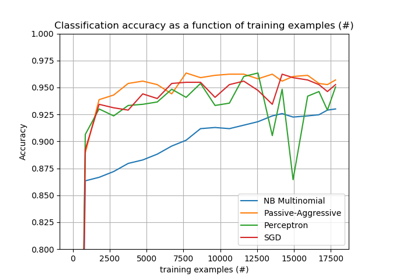 Classification accuracy as a function of training examples (#)
1.000
0.975
0.950
0.925
0.900
0.875
0.850
0.825
0.800
Accuracy
NB Multinomial
Passive-Aggressive
Perceptron
SGD
0 2500 5000 7500 10000 12500 15000 17500
training examples (#)